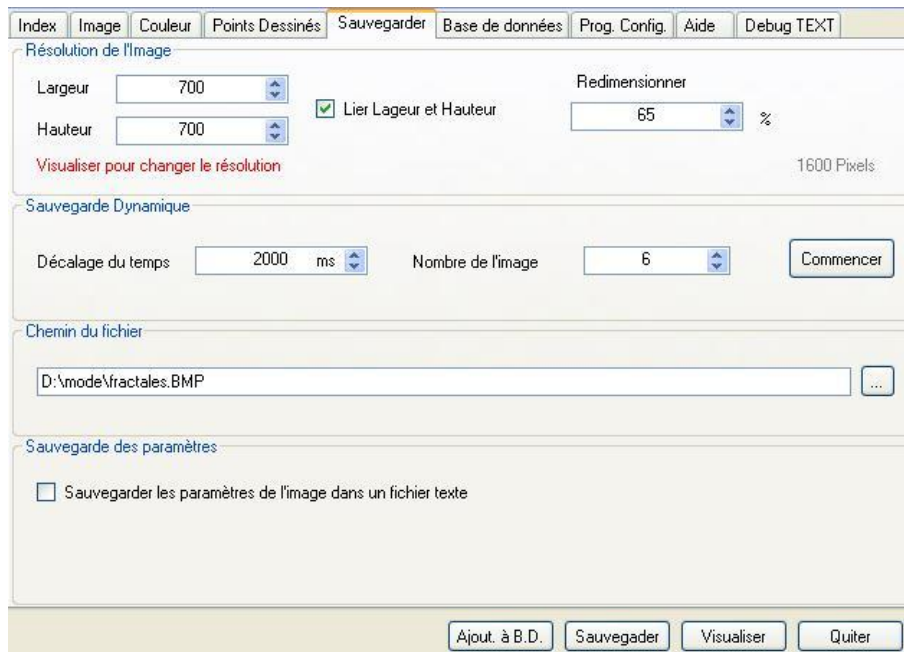 Index Image Couleur Points Dessinés Sauvegarder Base de données Prog. Config. Aide Debug TEXT
Résolution de l'Image
Largeur 700
Lier Lageur et Hauteur
Redimensionner
65 %
Hauteur 700
Visualiser pour changer le résolution
1600 Pixels
Sauvegarde Dynamique
Décalage du temps 2000 ms Nombre de l'image 6 Commencer
Chemin du fichier
D:\mode\fractales.BMP ...
Sauvegarde des paramètres
Sauvegarder les paramètres de l'image dans un fichier texte
Ajout. à B.D. Sauvegader Visualiser Quiter